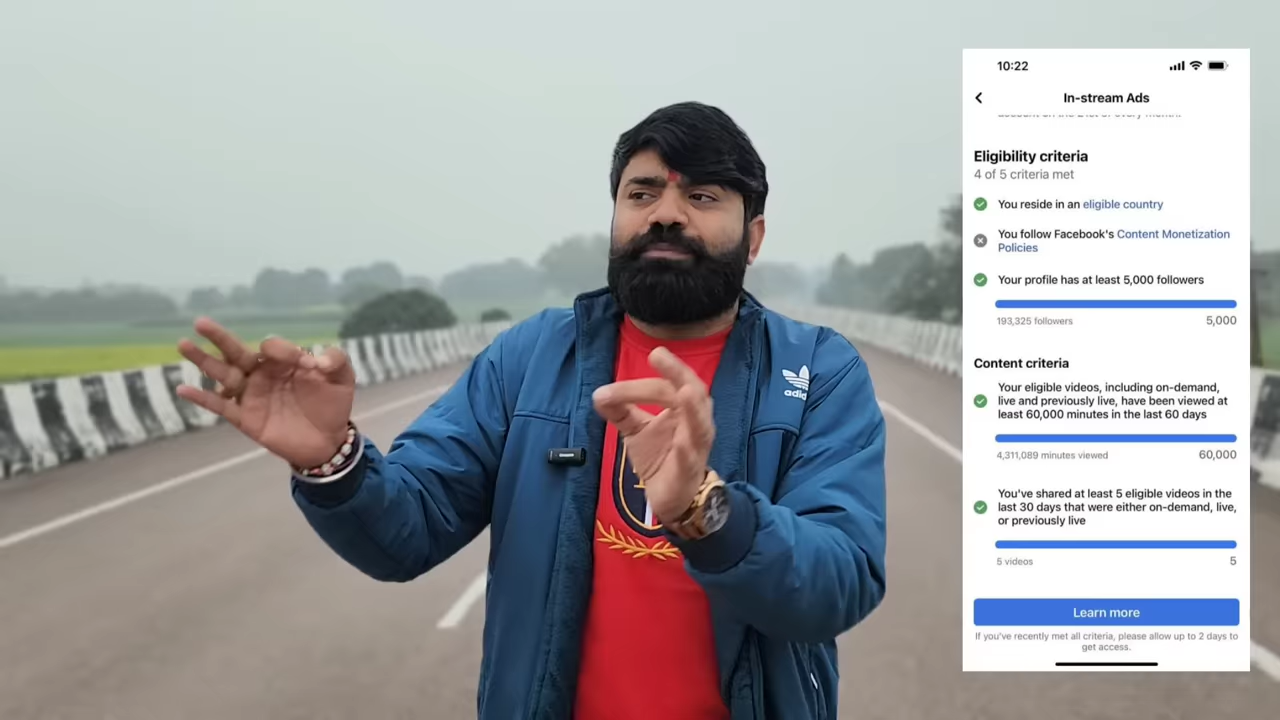 10:22
In-stream Ads
Eligibility criteria
4 of 5 criteria met
You reside in an eligible country
You follow Facebook's Content Monetization
Policies
Your profile has at least 5,000 followers
193,325 followers
5,000
Content criteria
Your eligible videos, including on-demand,
live and previously live, have been viewed at
least 60,000 minutes in the last 60 days
4,311,089 minutes viewed
60,000
You've shared at least 5 eligible videos in the
last 30 days that were either on-demand, live,
or previously live
5 videos
5
Learn more
If you've recently met all criteria, please allow up to 2 days to
get access.
adid